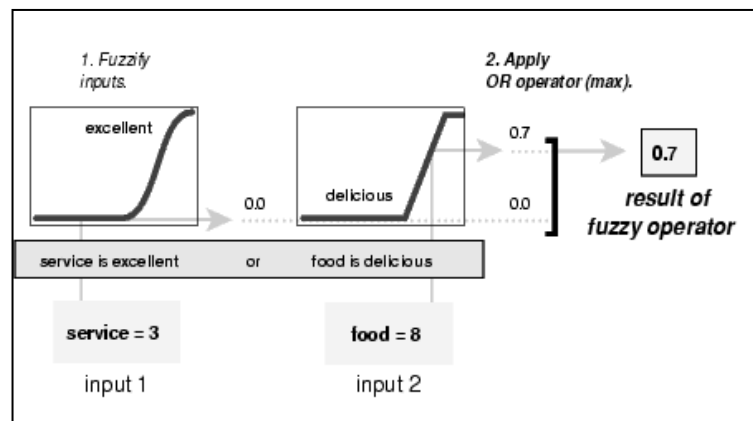 1. Fuzzify
inputs.
2. Apply
OR operator (max).
excellent
delicious
0.0
0.7
0.0
0.7
result of
fuzzy operator
service is excellent or food is delicious
service = 3
food = 8
input 1
input 2